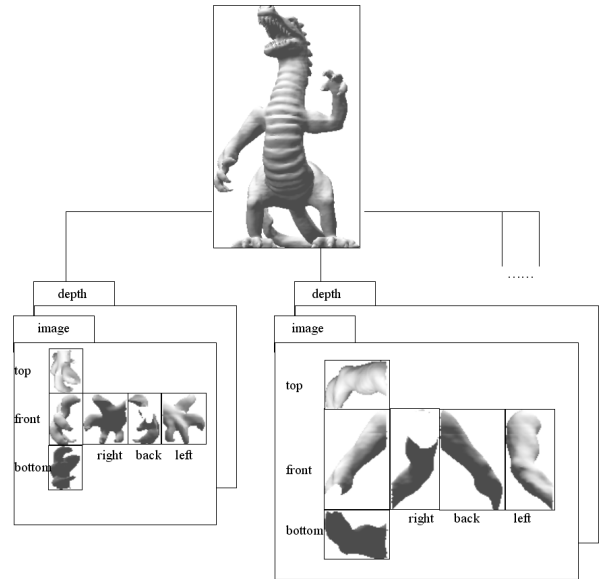 ……
depth
image
top
front
right back left
bottom
depth
image
top
front
right back left
bottom